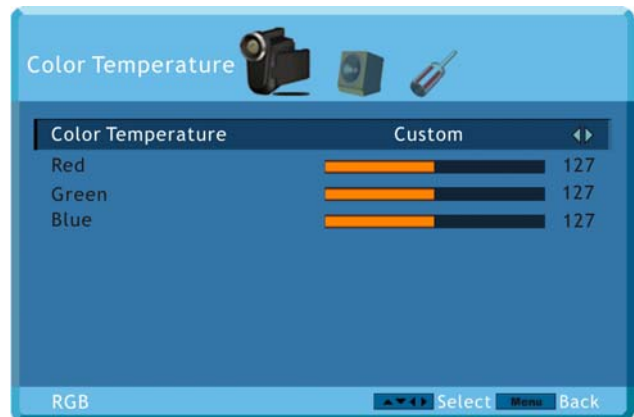 Color Temperature
Color Temperature Custom
Red 127
Green 127
Blue 127
RGB Select Menu Back